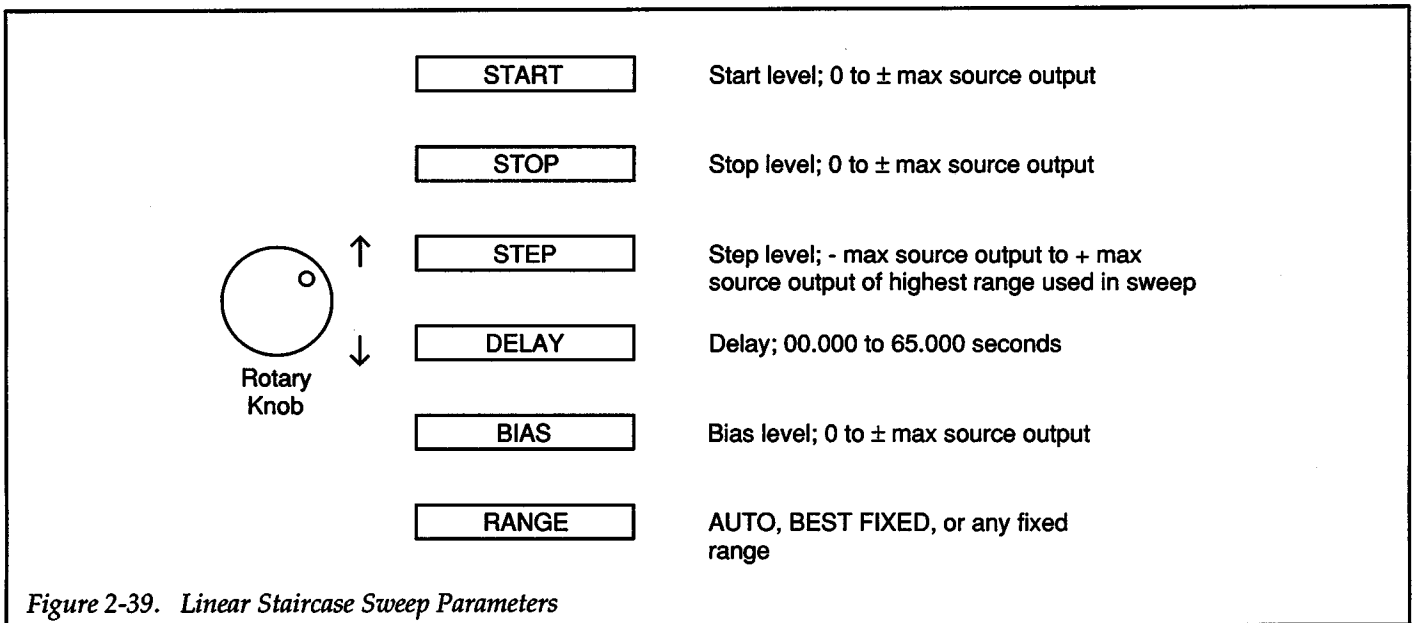 START
Start level; 0 to ± max source output
STOP
Stop level; 0 to ± max source output
↑
STEP
Step level; - max source output to + max
source output of highest range used in sweep
↓
DELAY
Delay; 00.000 to 65.000 seconds
Rotary
Knob
BIAS
Bias level; 0 to ± max source output
RANGE
AUTO, BEST FIXED, or any fixed
range
Figure 2-39. Linear Staircase Sweep Parameters